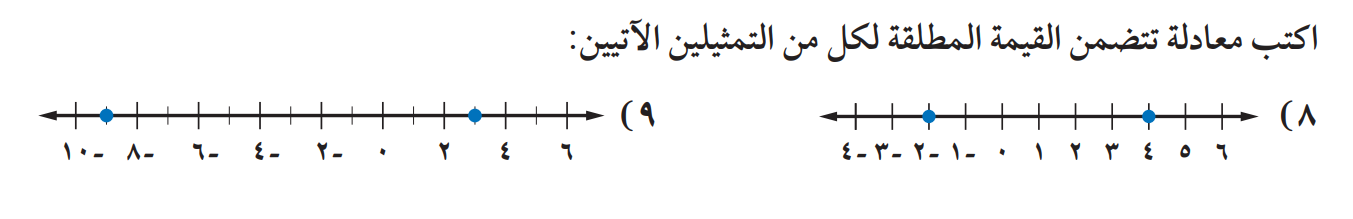 اكتب معادلة تتضمن القيمة المطلقة لكل من التمثيلين الآتيين:
٨)
-٤ -٣ -٢ -١ ٠ ١ ٢ ٣ ٤ ٥ ٦
٩)
-١٠ -٨ -٦ -٤ -٢ ٠ ٢ ٤ ٦